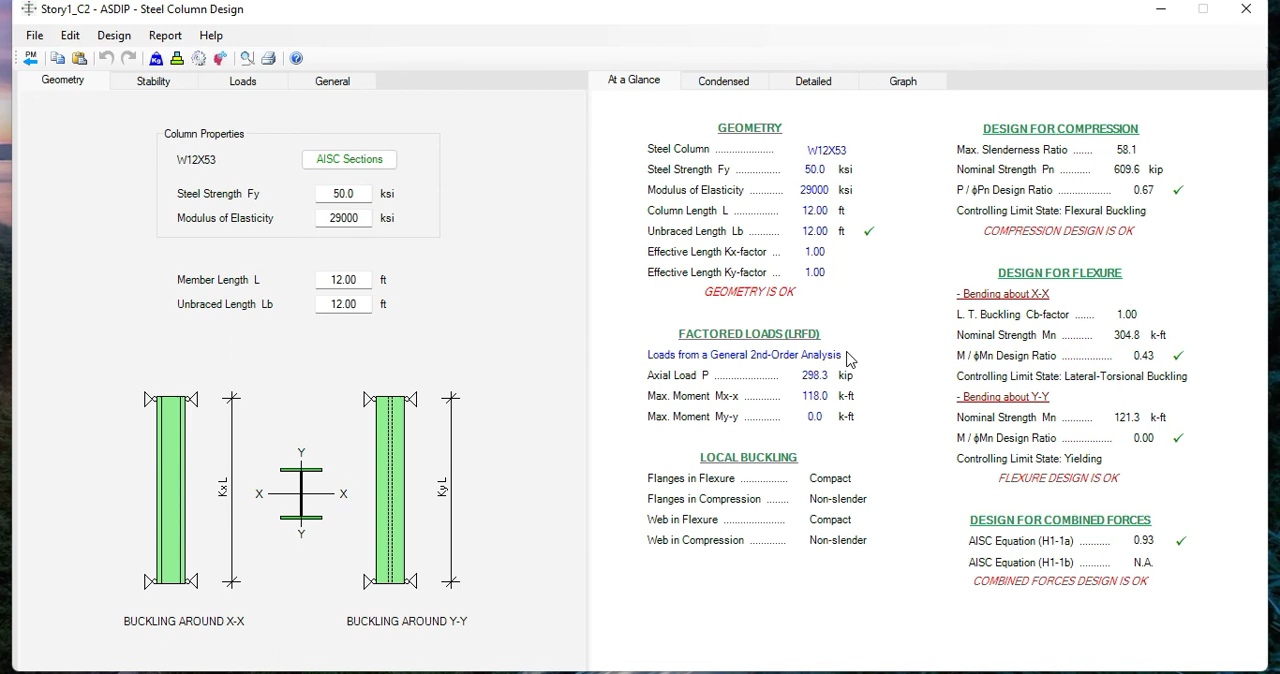 Story1_C2 - ASDIP - Steel Column Design
File Edit Design Report Help
PM Kg
Geometry Stability Loads General
Column Properties
W12X53 AISC Sections
Steel Strength Fy 50.0 ksi
Modulus of Elasticity 29000 ksi
Member Length L 12.00 ft
Unbraced Length Lb 12.00 ft
Kx L
Y
X X
Y
Ky L
BUCKLING AROUND X-X BUCKLING AROUND Y-Y
At a Glance Condensed Detailed Graph
GEOMETRY
Steel Column .................... W12X53
Steel Strength Fy ................ 50.0 ksi
Modulus of Elasticity ........... 29000 ksi
Column Length L ............... 12.00 ft
Unbraced Length Lb .......... 12.00 ft ✓
Effective Length Kx-factor ... 1.00
Effective Length Ky-factor ... 1.00
GEOMETRY IS OK
FACTORED LOADS (LRFD)
Loads from a General 2nd-Order Analysis
Axial Load P ...................... 298.3 kip
Max. Moment Mx-x ............ 118.0 k-ft
Max. Moment My-y ............ 0.0 k-ft
LOCAL BUCKLING
Flanges in Flexure ................ Compact
Flanges in Compression ....... Non-slender
Web in Flexure ..................... Compact
Web in Compression ............ Non-slender
DESIGN FOR COMPRESSION
Max. Slenderness Ratio ...... 58.1
Nominal Strength Pn .......... 609.6 kip
P / ϕPn Design Ratio .................. 0.67 ✓
Controlling Limit State: Flexural Buckling
COMPRESSION DESIGN IS OK
DESIGN FOR FLEXURE
- Bending about X-X
L. T. Buckling Cb-factor ....... 1.00
Nominal Strength Mn .......... 304.8 k-ft
M / ϕMn Design Ratio ................. 0.43 ✓
Controlling Limit State: Lateral-Torsional Buckling
- Bending about Y-Y
Nominal Strength Mn .......... 121.3 k-ft
M / ϕMn Design Ratio ................. 0.00 ✓
Controlling Limit State: Yielding
FLEXURE DESIGN IS OK
DESIGN FOR COMBINED FORCES
AISC Equation (H1-1a) .......... 0.93 ✓
AISC Equation (H1-1b) .......... N.A.
COMBINED FORCES DESIGN IS OK